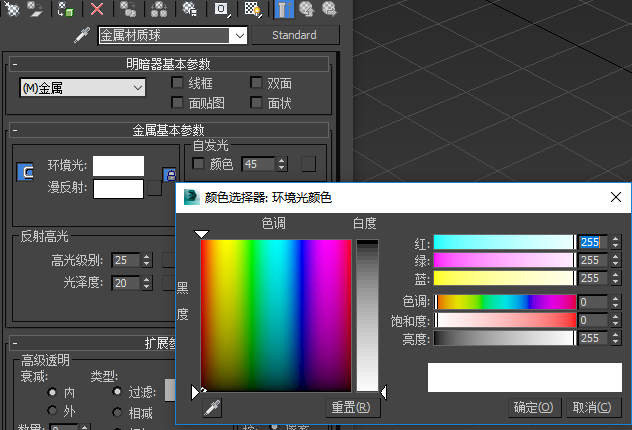 金属材质球 Standard
明暗器基本参数
(M)金属 线框 双面
面贴图 面状
金属基本参数
自发光
环境光: 颜色 45
漫反射:
颜色选择器: 环境光颜色
色调 白度
反射高光
红: 255
高光级别: 25
绿: 255
光泽度: 20
蓝: 255
黑度
色调: 0
饱和度: 0
亮度: 255
扩展参
高级透明
衰减: 类型:
内 过滤:
外 相减
重置(R) 确定(O) 取消(C)